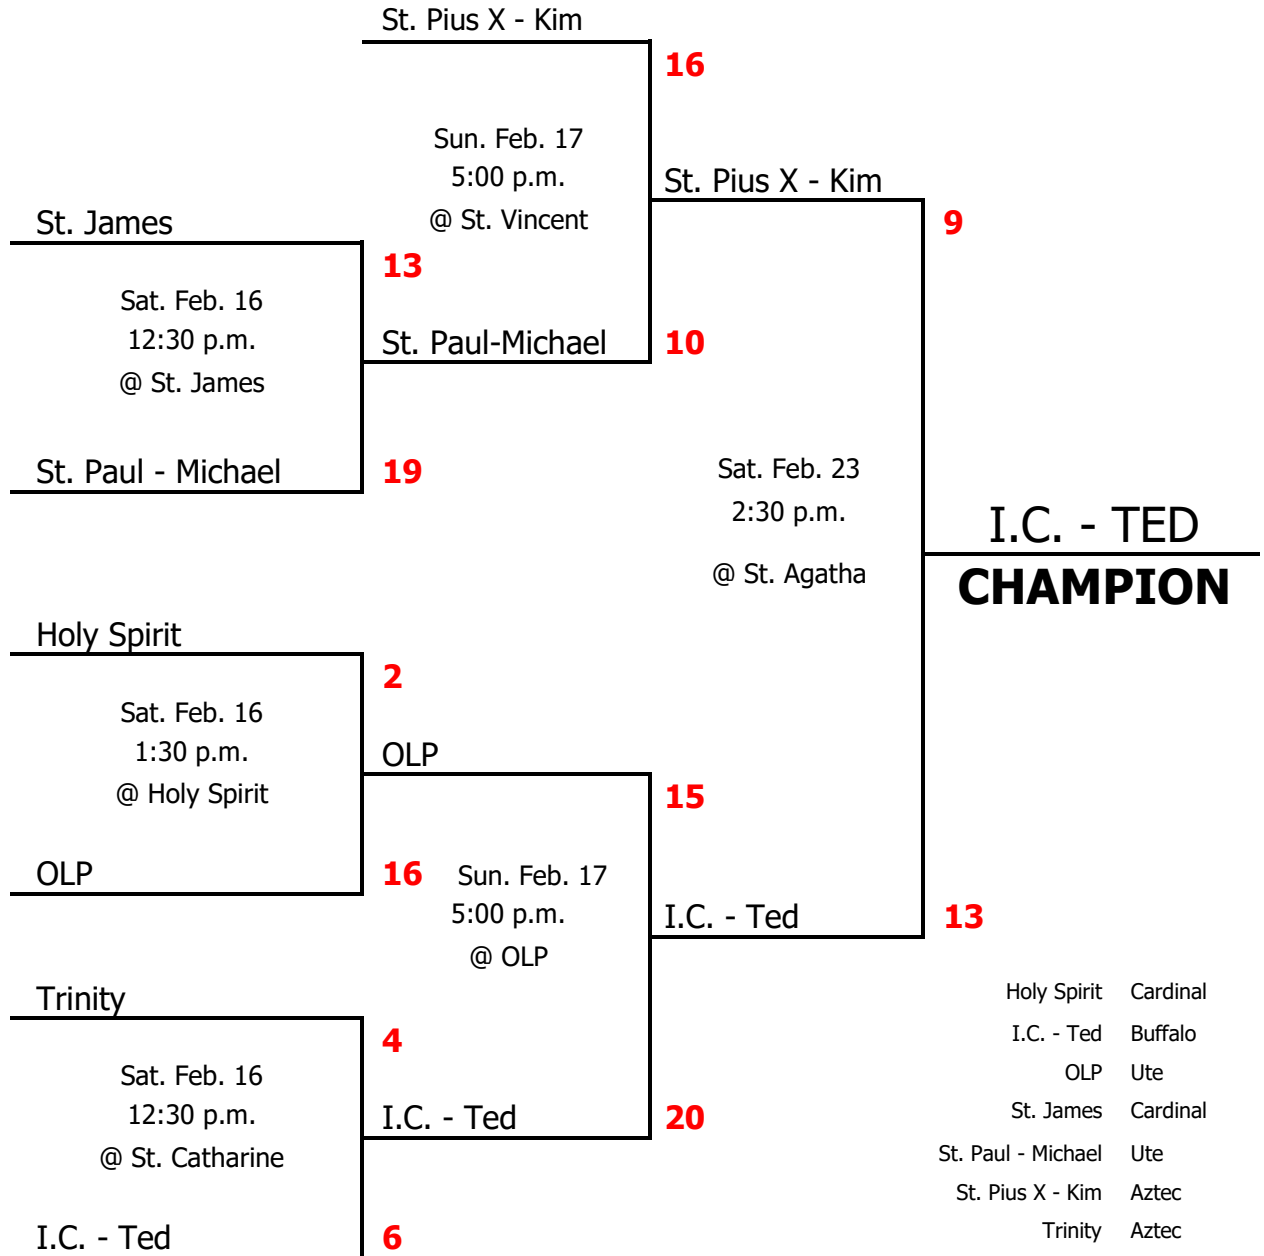 St. Pius X - Kim
16
Sun. Feb. 17
5:00 p.m.
@ St. Vincent
St. Pius X - Kim
9
St. James
13
Sat. Feb. 16
12:30 p.m.
@ St. James
St. Paul-Michael
10
St. Paul - Michael
19
Sat. Feb. 23
2:30 p.m.
@ St. Agatha
I.C. - TED
CHAMPION
Holy Spirit
2
Sat. Feb. 16
1:30 p.m.
@ Holy Spirit
OLP
15
OLP
16
Sun. Feb. 17
5:00 p.m.
@ OLP
I.C. - Ted
13
Trinity
4
Sat. Feb. 16
12:30 p.m.
@ St. Catharine
I.C. - Ted
20
I.C. - Ted
6
Holy Spirit Cardinal
I.C. - Ted Buffalo
OLP Ute
St. James Cardinal
St. Paul - Michael Ute
St. Pius X - Kim Aztec
Trinity Aztec